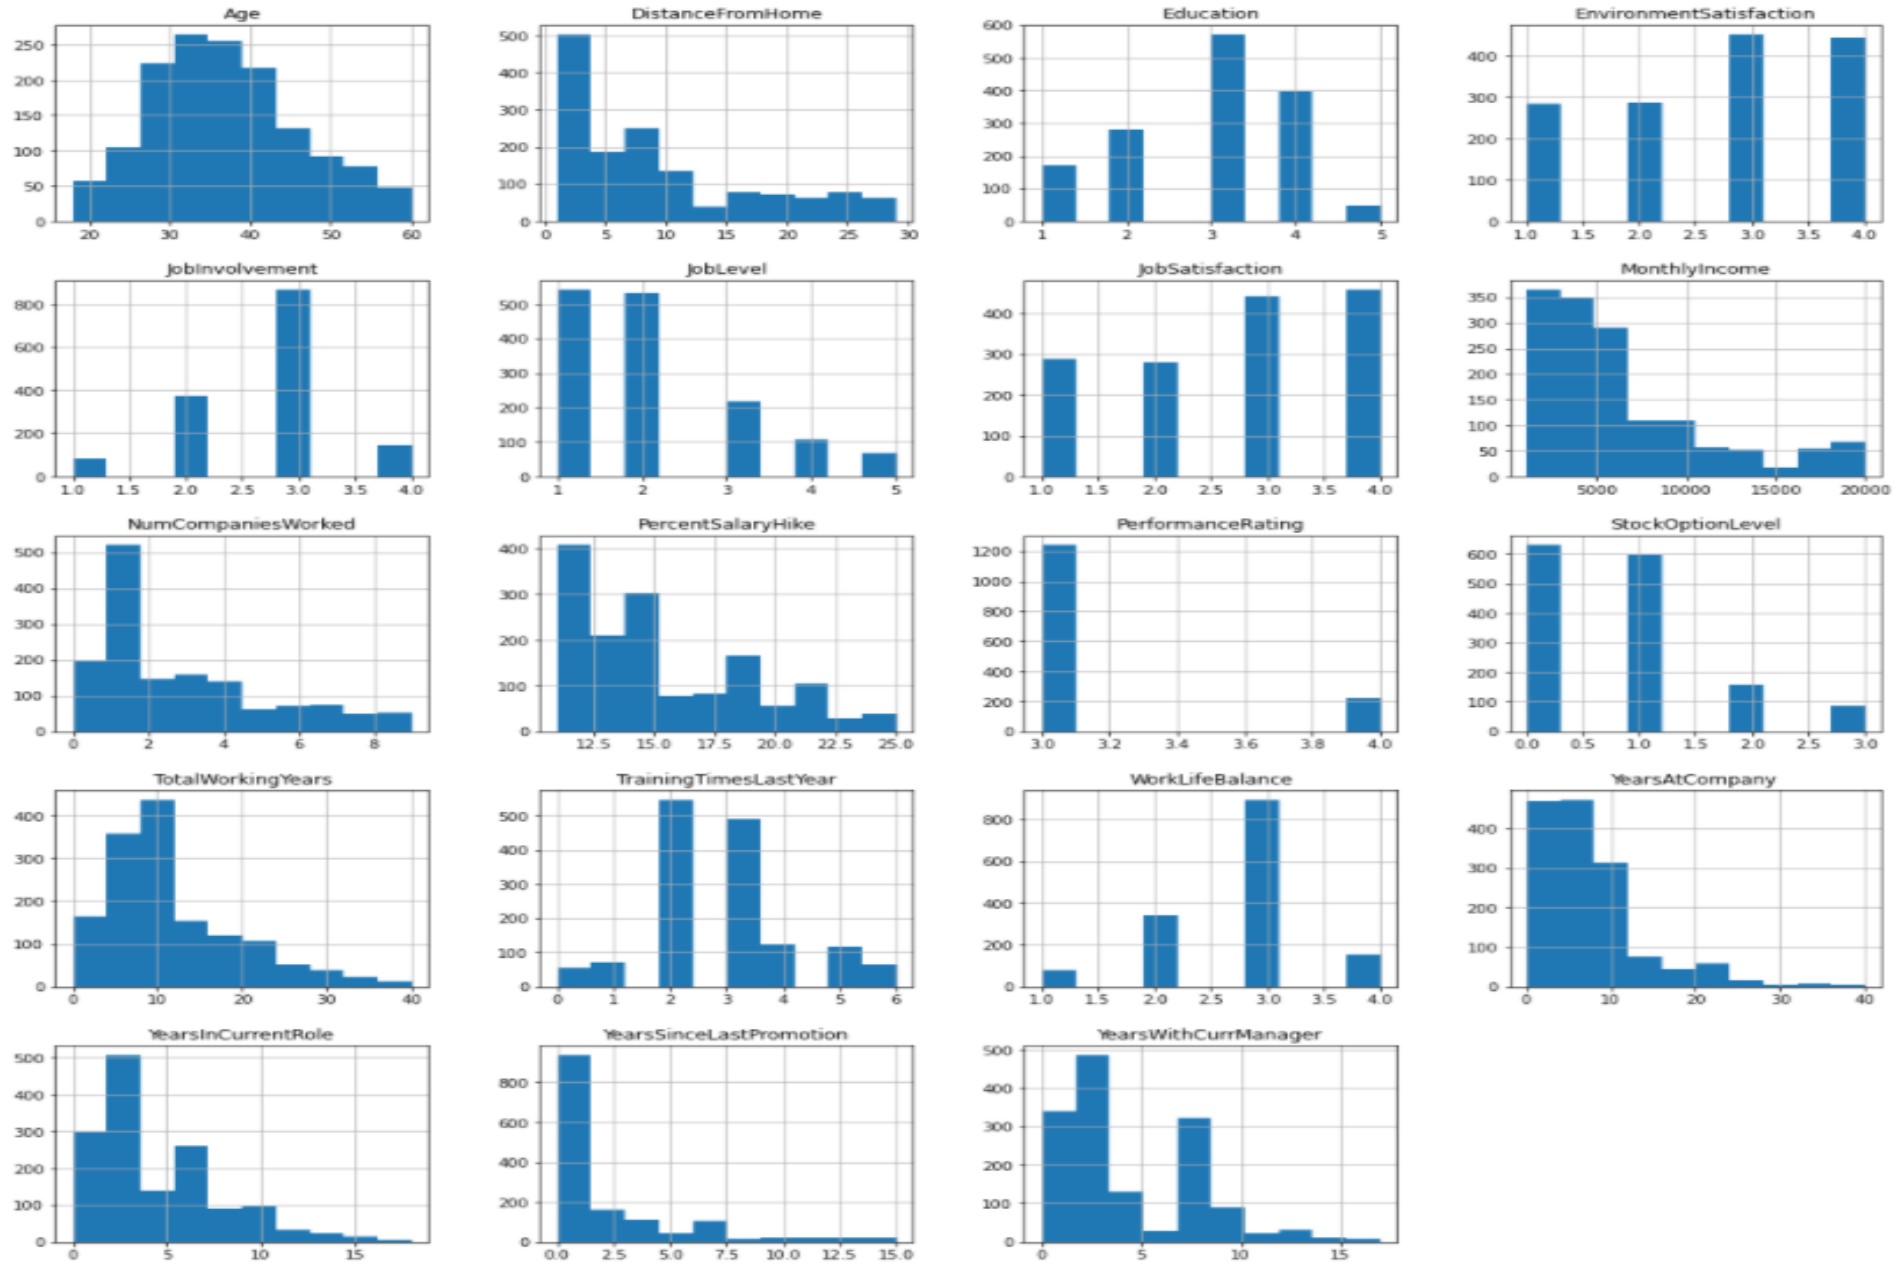 Age
250
200
150
100
50
0
20 30 40 50 60
DistanceFromHome
500
400
300
200
100
0
0 5 10 15 20 25 30
Education
600
500
400
300
200
100
0
1 2 3 4 5
EnvironmentSatisfaction
400
300
200
100
0
1.0 1.5 2.0 2.5 3.0 3.5 4.0
JobInvolvement
800
600
400
200
0
1.0 1.5 2.0 2.5 3.0 3.5 4.0
JobLevel
500
400
300
200
100
0
1 2 3 4 5
JobSatisfaction
400
300
200
100
0
1.0 1.5 2.0 2.5 3.0 3.5 4.0
MonthlyIncome
350
300
250
200
150
100
50
0
5000 10000 15000 20000
NumCompaniesWorked
500
400
300
200
100
0
0 2 4 6 8
PercentSalaryHike
400
300
200
100
0
12.5 15.0 17.5 20.0 22.5 25.0
PerformanceRating
1200
1000
800
600
400
200
0
3.0 3.2 3.4 3.6 3.8 4.0
StockOptionLevel
600
500
400
300
200
100
0
0.0 0.5 1.0 1.5 2.0 2.5 3.0
TotalWorkingYears
400
300
200
100
0
0 10 20 30 40
TrainingTimesLastYear
500
400
300
200
100
0
0 1 2 3 4 5 6
WorkLifeBalance
800
600
400
200
0
1.0 1.5 2.0 2.5 3.0 3.5 4.0
YearsAtCompany
400
300
200
100
0
0 10 20 30 40
YearsInCurrentRole
500
400
300
200
100
0
0 5 10 15
YearsSinceLastPromotion
800
600
400
200
0
0.0 2.5 5.0 7.5 10.0 12.5 15.0
YearsWithCurrManager
500
400
300
200
100
0
0 5 10 15